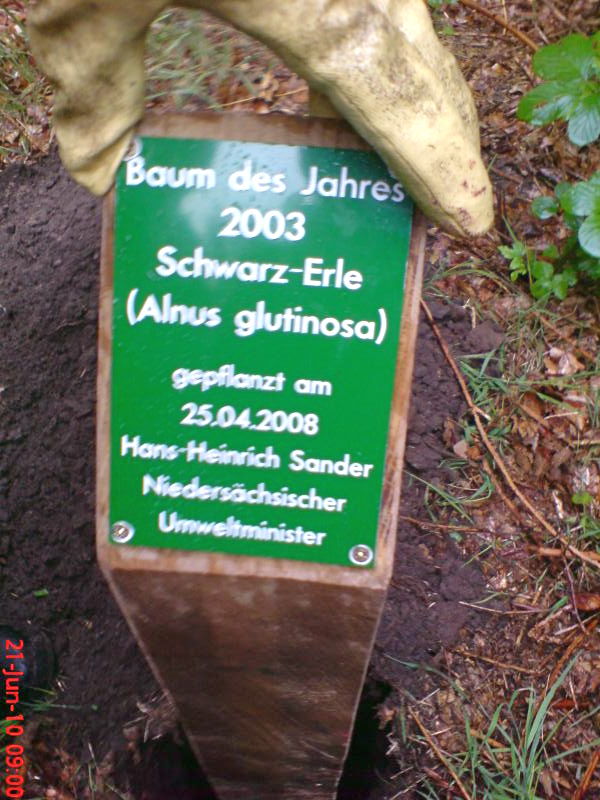 Baum des Jahres
2003
Schwarz-Erle
(Alnus glutinosa)
gepflanzt am
25.04.2008
Hans-Heinrich Sander
Niedersächsischer
Umweltminister
21-Jun-10 09:00